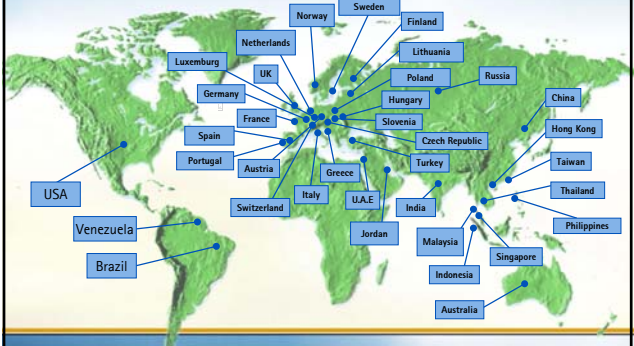 Norway
Sweden
Finland
Netherlands
Lithuania
Luxemburg
UK
Poland
Russia
Germany
Hungary
China
France
Slovenia
Hong Kong
Spain
Czech Republic
Portugal
Taiwan
Austria
Greece
Turkey
USA
Italy
U.A.E
Thailand
Switzerland
India
Philippines
Venezuela
Jordan
Malaysia
Singapore
Brazil
Indonesia
Australia